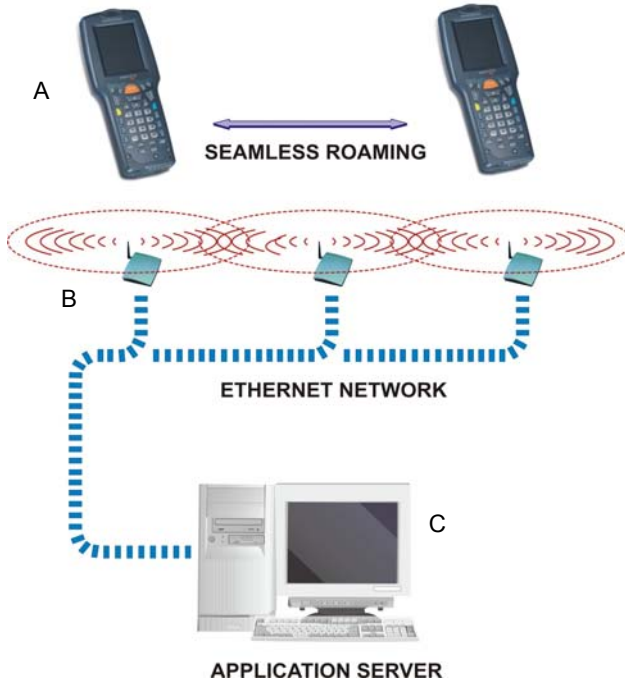 A
SEAMLESS ROAMING
B
ETHERNET NETWORK
C
APPLICATION SERVER